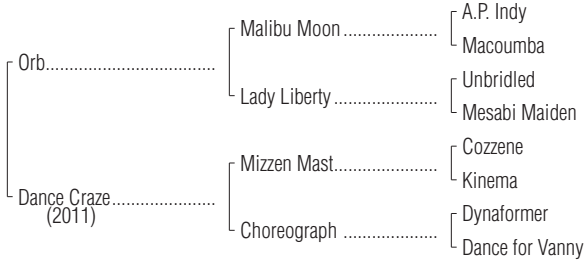 A.P. Indy
Malibu Moon
Macoumba
Orb
Unbridled
Lady Liberty
Mesabi Maiden
Cozzene
Mizzen Mast
Kinema
Dance Craze
(2011)
Dynaformer
Choreograph
Dance for Vanny